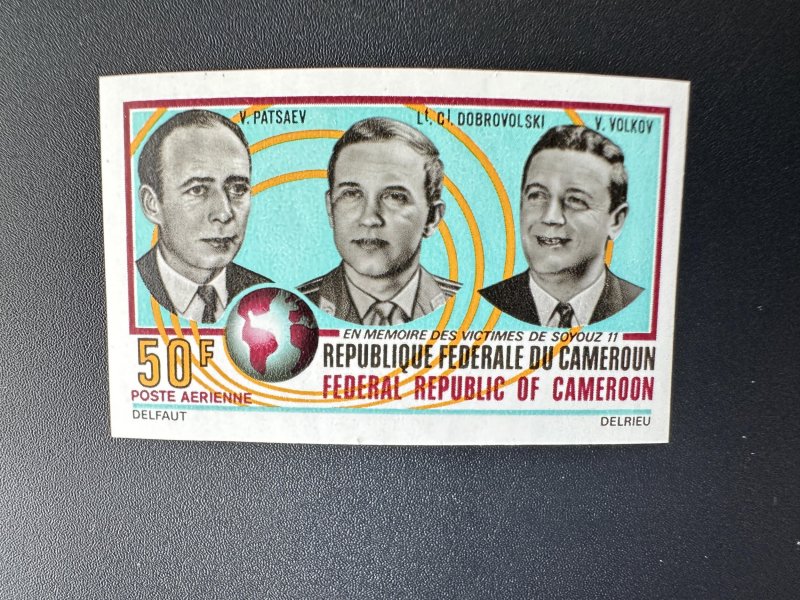 V. PATSAEV
Lt. Cl. DOBROVOLSKI
V. VOLKOV
EN MEMOIRE DES VICTIMES DE SOYOUZ 11
50F
REPUBLIQUE FEDERALE DU CAMEROUN
FEDERAL REPUBLIC OF CAMEROON
POSTE AERIENNE
DELFAUT
DELRIEU